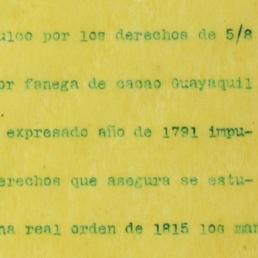 ulco por los derechos de 5/8
or fanega de cacao Guayaquil
expresado año de 1791 impu-
erechos que asegura se estu-
na real orden de 1815 los man